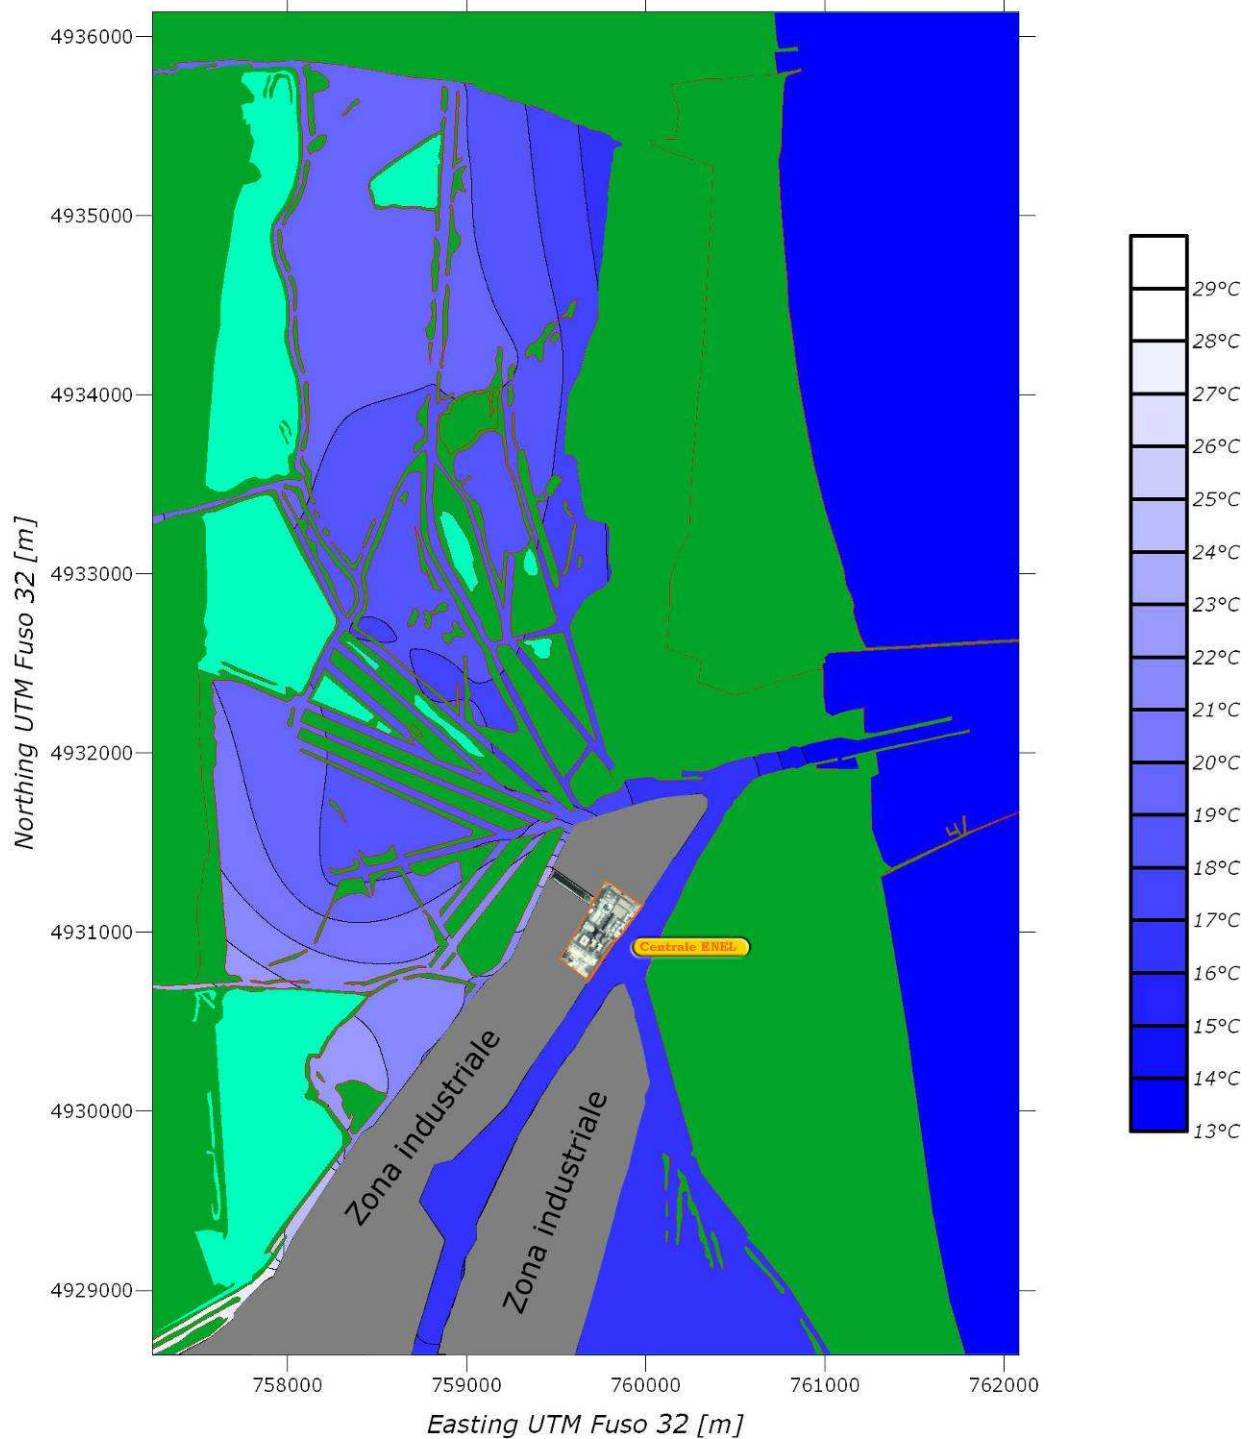 4936000
4935000
4934000
4933000
4932000
4931000
4930000
4929000
Northing UTM Fuso 32 [m]
758000
759000
760000
761000
762000
Easting UTM Fuso 32 [m]
Centrale ENEL
Zona industriale
Zona industriale
29°C
28°C
27°C
26°C
25°C
24°C
23°C
22°C
21°C
20°C
19°C
18°C
17°C
16°C
15°C
14°C
13°C